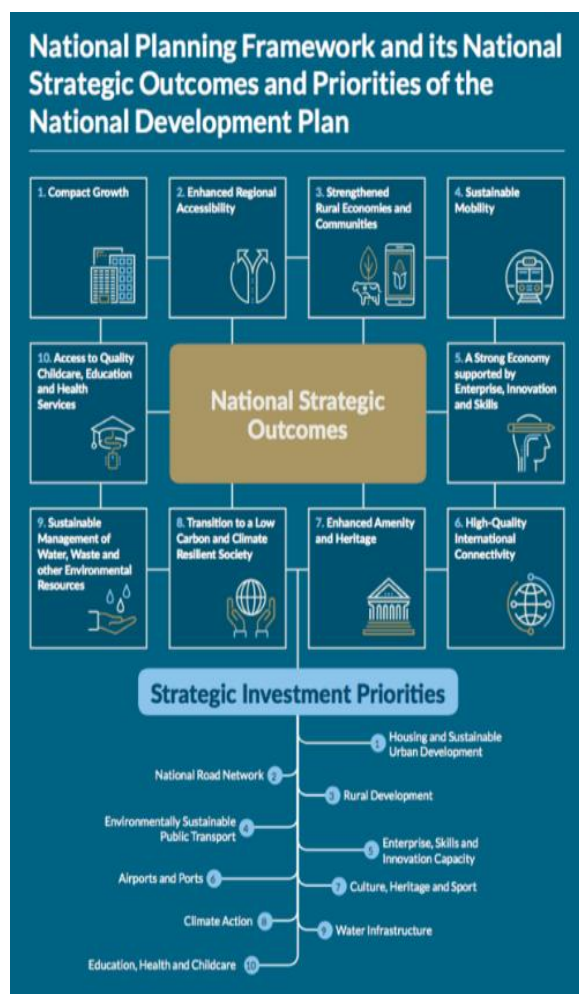 National Planning Framework and its National
Strategic Outcomes and Priorities of the
National Development Plan
1. Compact Growth
2. Enhanced Regional
Accessibility
3. Strengthened
Rural Economies and
Communities
4. Sustainable
Mobility
10. Access to Quality
Childcare, Education
and Health
Services
National Strategic
Outcomes
5. A Strong Economy
supported by
Enterprise, Innovation
and Skills
9. Sustainable
Management of
Water, Waste and
other Environmental
Resources
8. Transition to a Low
Carbon and Climate
Resilient Society
7. Enhanced Amenity
and Heritage
6. High-Quality
International
Connectivity
Strategic Investment Priorities
1 Housing and Sustainable
Urban Development
National Road Network 2
3 Rural Development
Environmentally Sustainable
Public Transport 4
5 Enterprise, Skills and
Innovation Capacity
Airports and Ports 6
7 Culture, Heritage and Sport
Climate Action 8
9 Water Infrastructure
Education, Health and Childcare 10